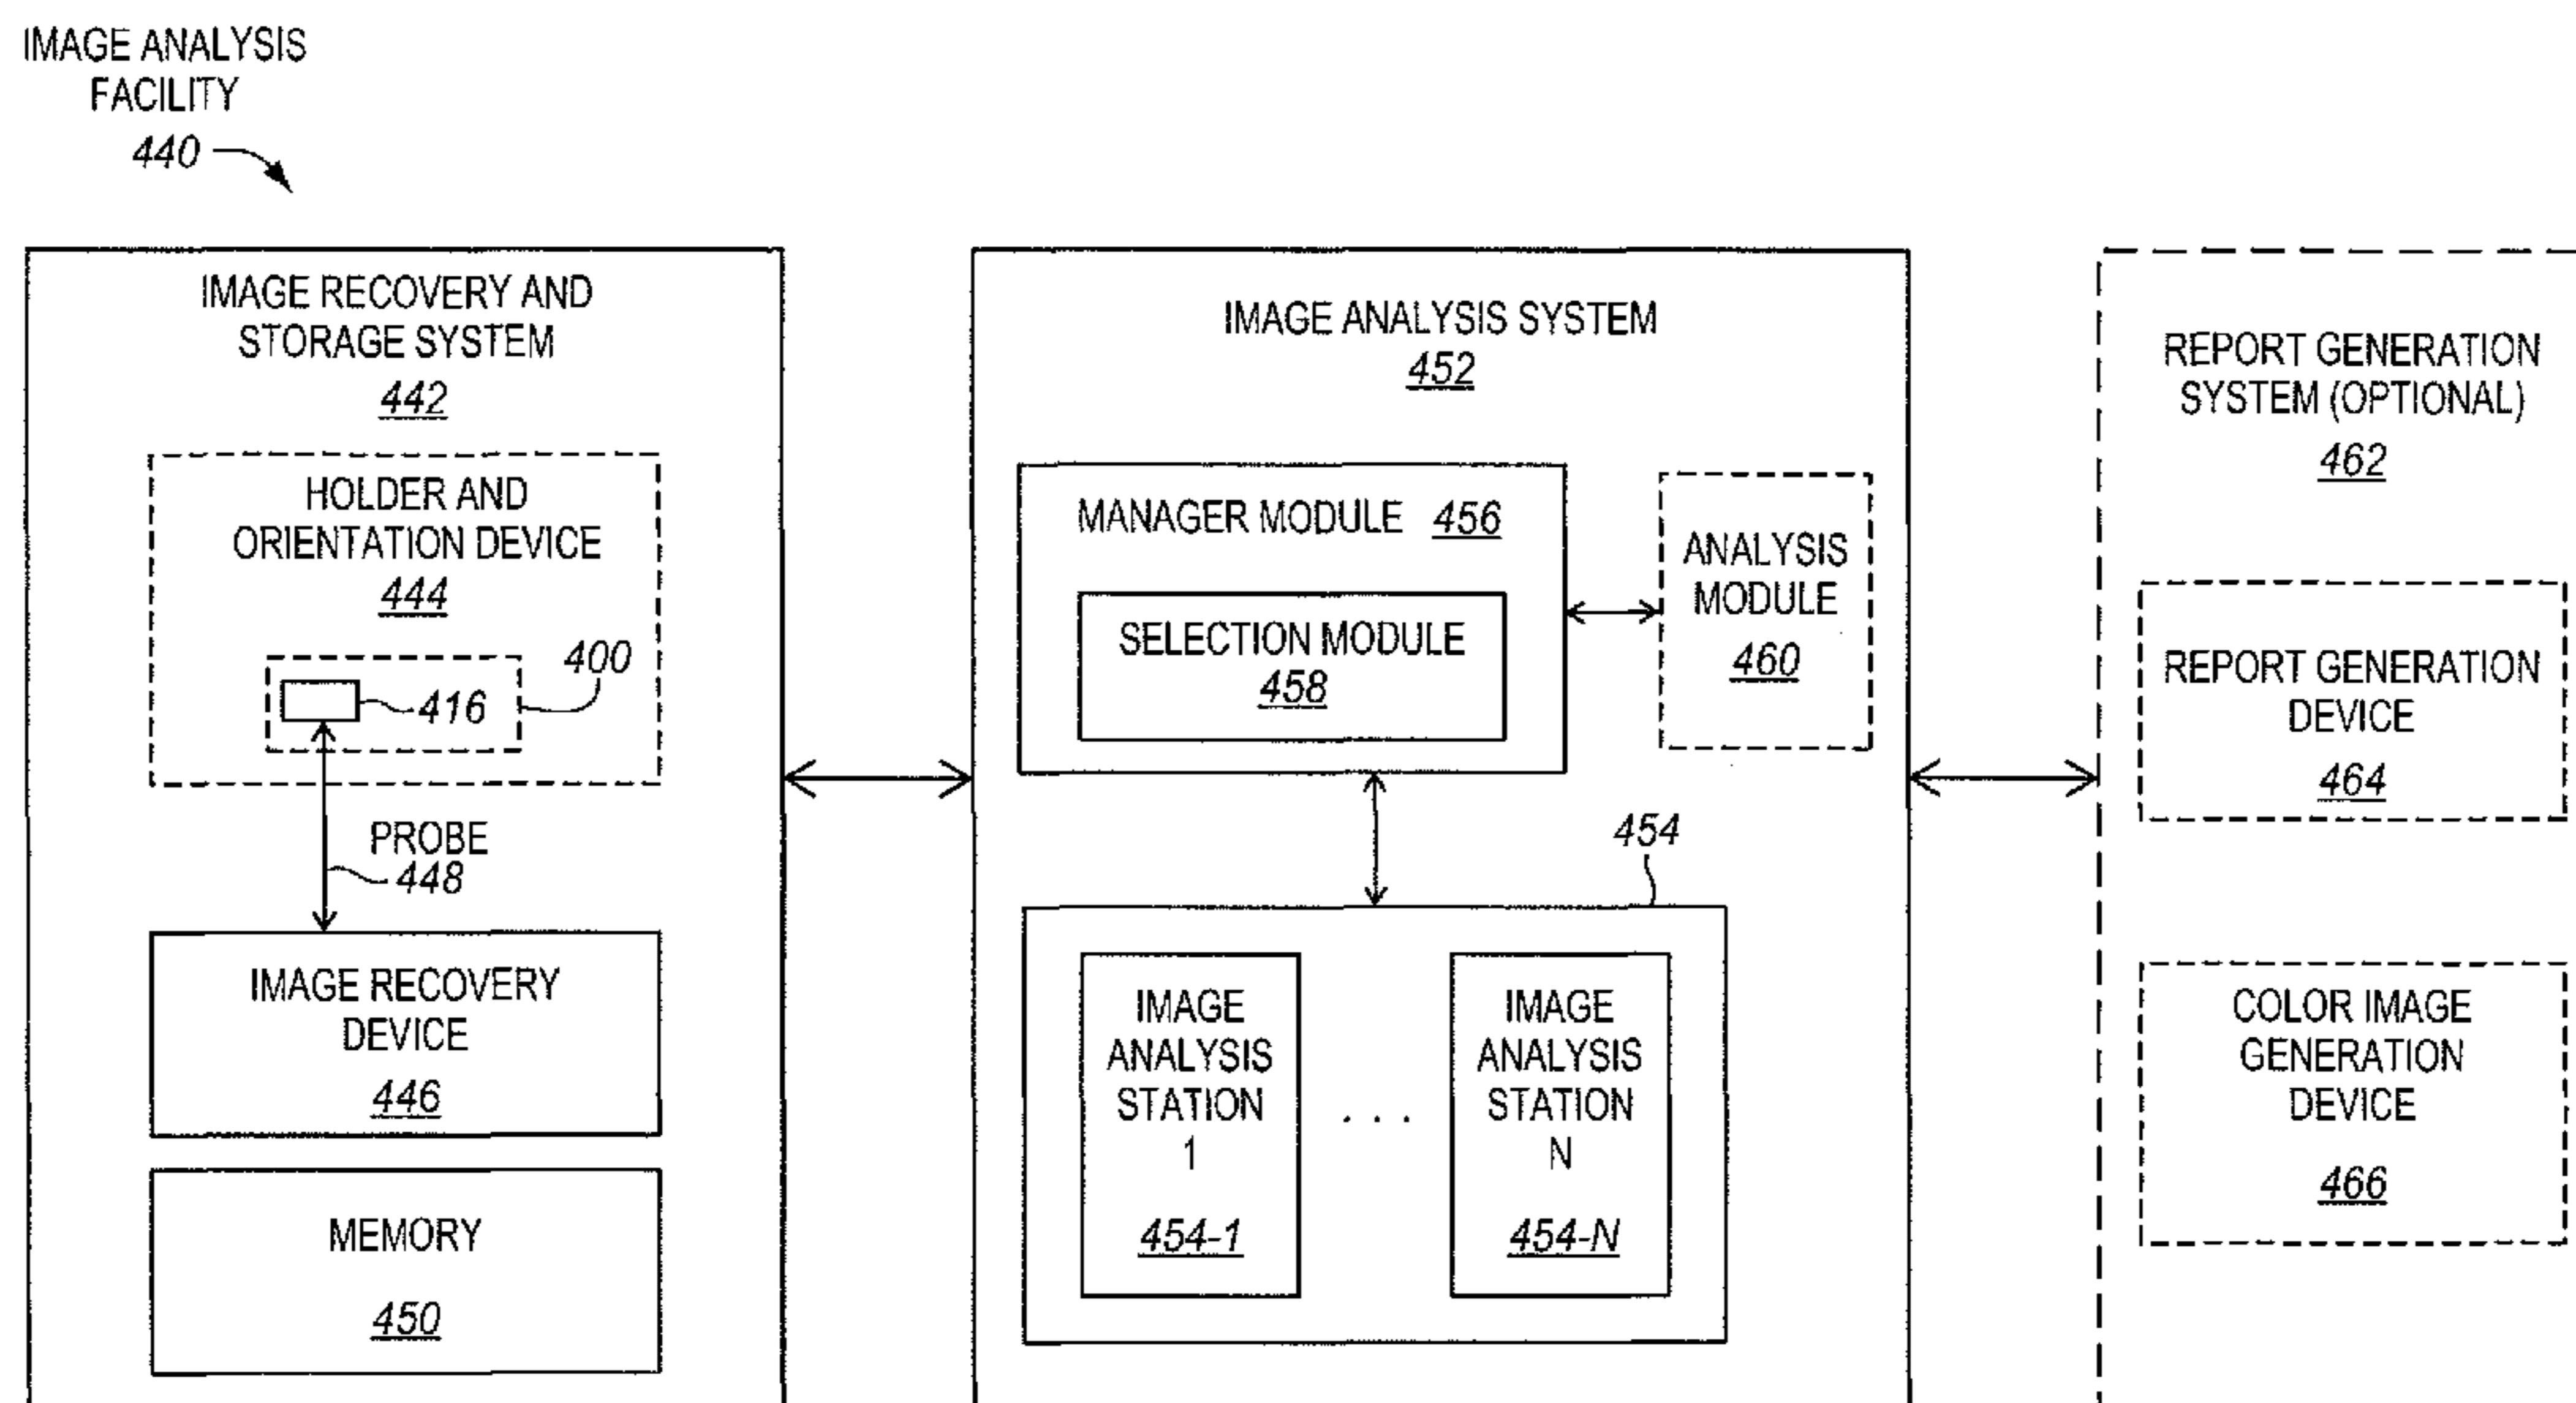 IMAGE ANALYSIS
FACILITY
440
IMAGE RECOVERY AND
STORAGE SYSTEM
442
HOLDER AND
ORIENTATION DEVICE
444
400
416
PROBE
448
IMAGE RECOVERY
DEVICE
446
MEMORY
450
IMAGE ANALYSIS SYSTEM
452
MANAGER MODULE 456
SELECTION MODULE
458
ANALYSIS
MODULE
460
454
IMAGE
ANALYSIS
STATION
1
454-1
. . .
IMAGE
ANALYSIS
STATION
N
454-N
REPORT GENERATION
SYSTEM (OPTIONAL)
462
REPORT GENERATION
DEVICE
464
COLOR IMAGE
GENERATION
DEVICE
466